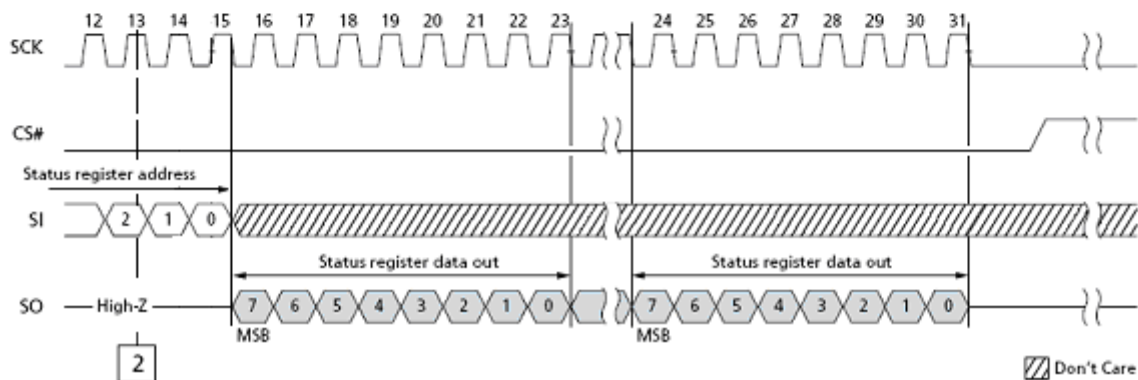 12 13 14 15 16 17 18 19 20 21 22 23 24 25 26 27 28 29 30 31
SCK
CS#
Status register address
SI 2 1 0
Status register data out Status register data out
SO High-Z 7 6 5 4 3 2 1 0 7 6 5 4 3 2 1 0
MSB MSB
2
Don't Care